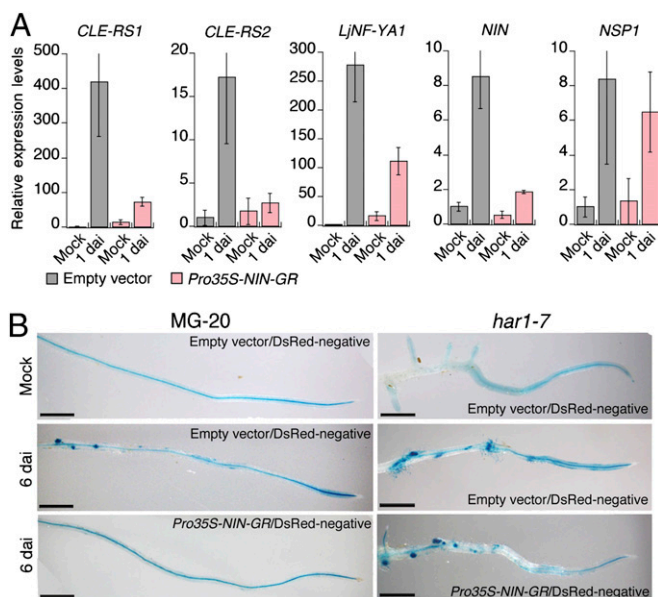 A
CLE-RS1 CLE-RS2 LjNF-YA1 NIN NSP1
Relative expression levels
500
400
300
200
100
0
20
15
10
5
0
300
250
200
150
100
50
0
10
8
6
4
2
0
10
8
6
4
2
0
Mock 1 dai Mock 1 dai
Mock 1 dai Mock 1 dai
Mock 1 dai Mock 1 dai
Mock 1 dai Mock 1 dai
Mock 1 dai Mock 1 dai
Empty vector Pro35S-NIN-GR
B
MG-20 har1-7
Mock
Empty vector/DsRed-negative
Empty vector/DsRed-negative
6 dai
Empty vector/DsRed-negative
Empty vector/DsRed-negative
6 dai
Pro35S-NIN-GR/DsRed-negative
Pro35S-NIN-GR/DsRed-negative